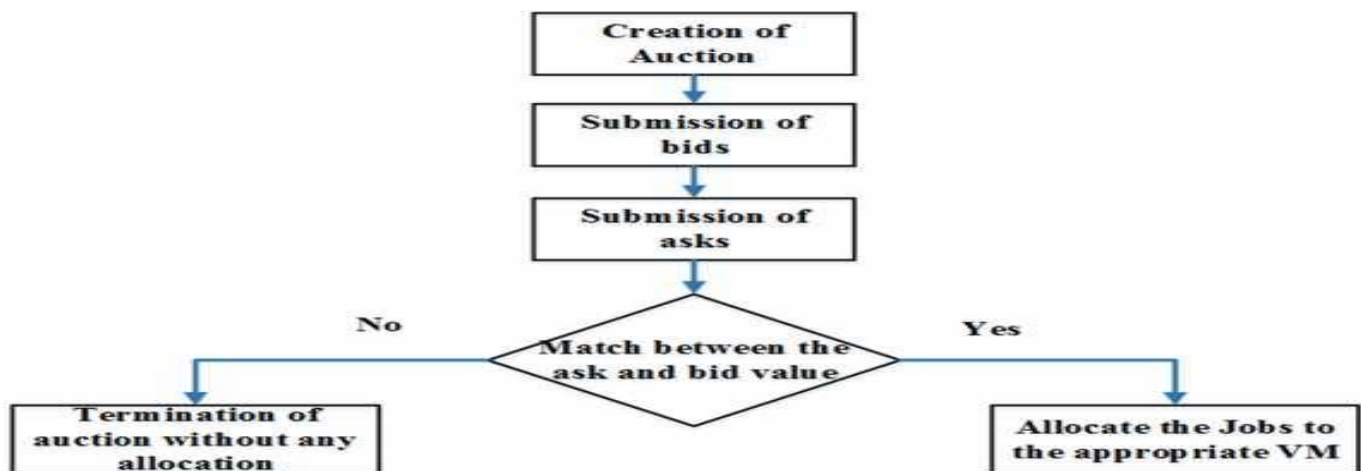 Creation of
Auction
Submission of
bids
Submission of
asks
No
Yes
Match between the
ask and bid value
Termination of
auction without any
allocation
Allocate the Jobs to
the appropriate VM